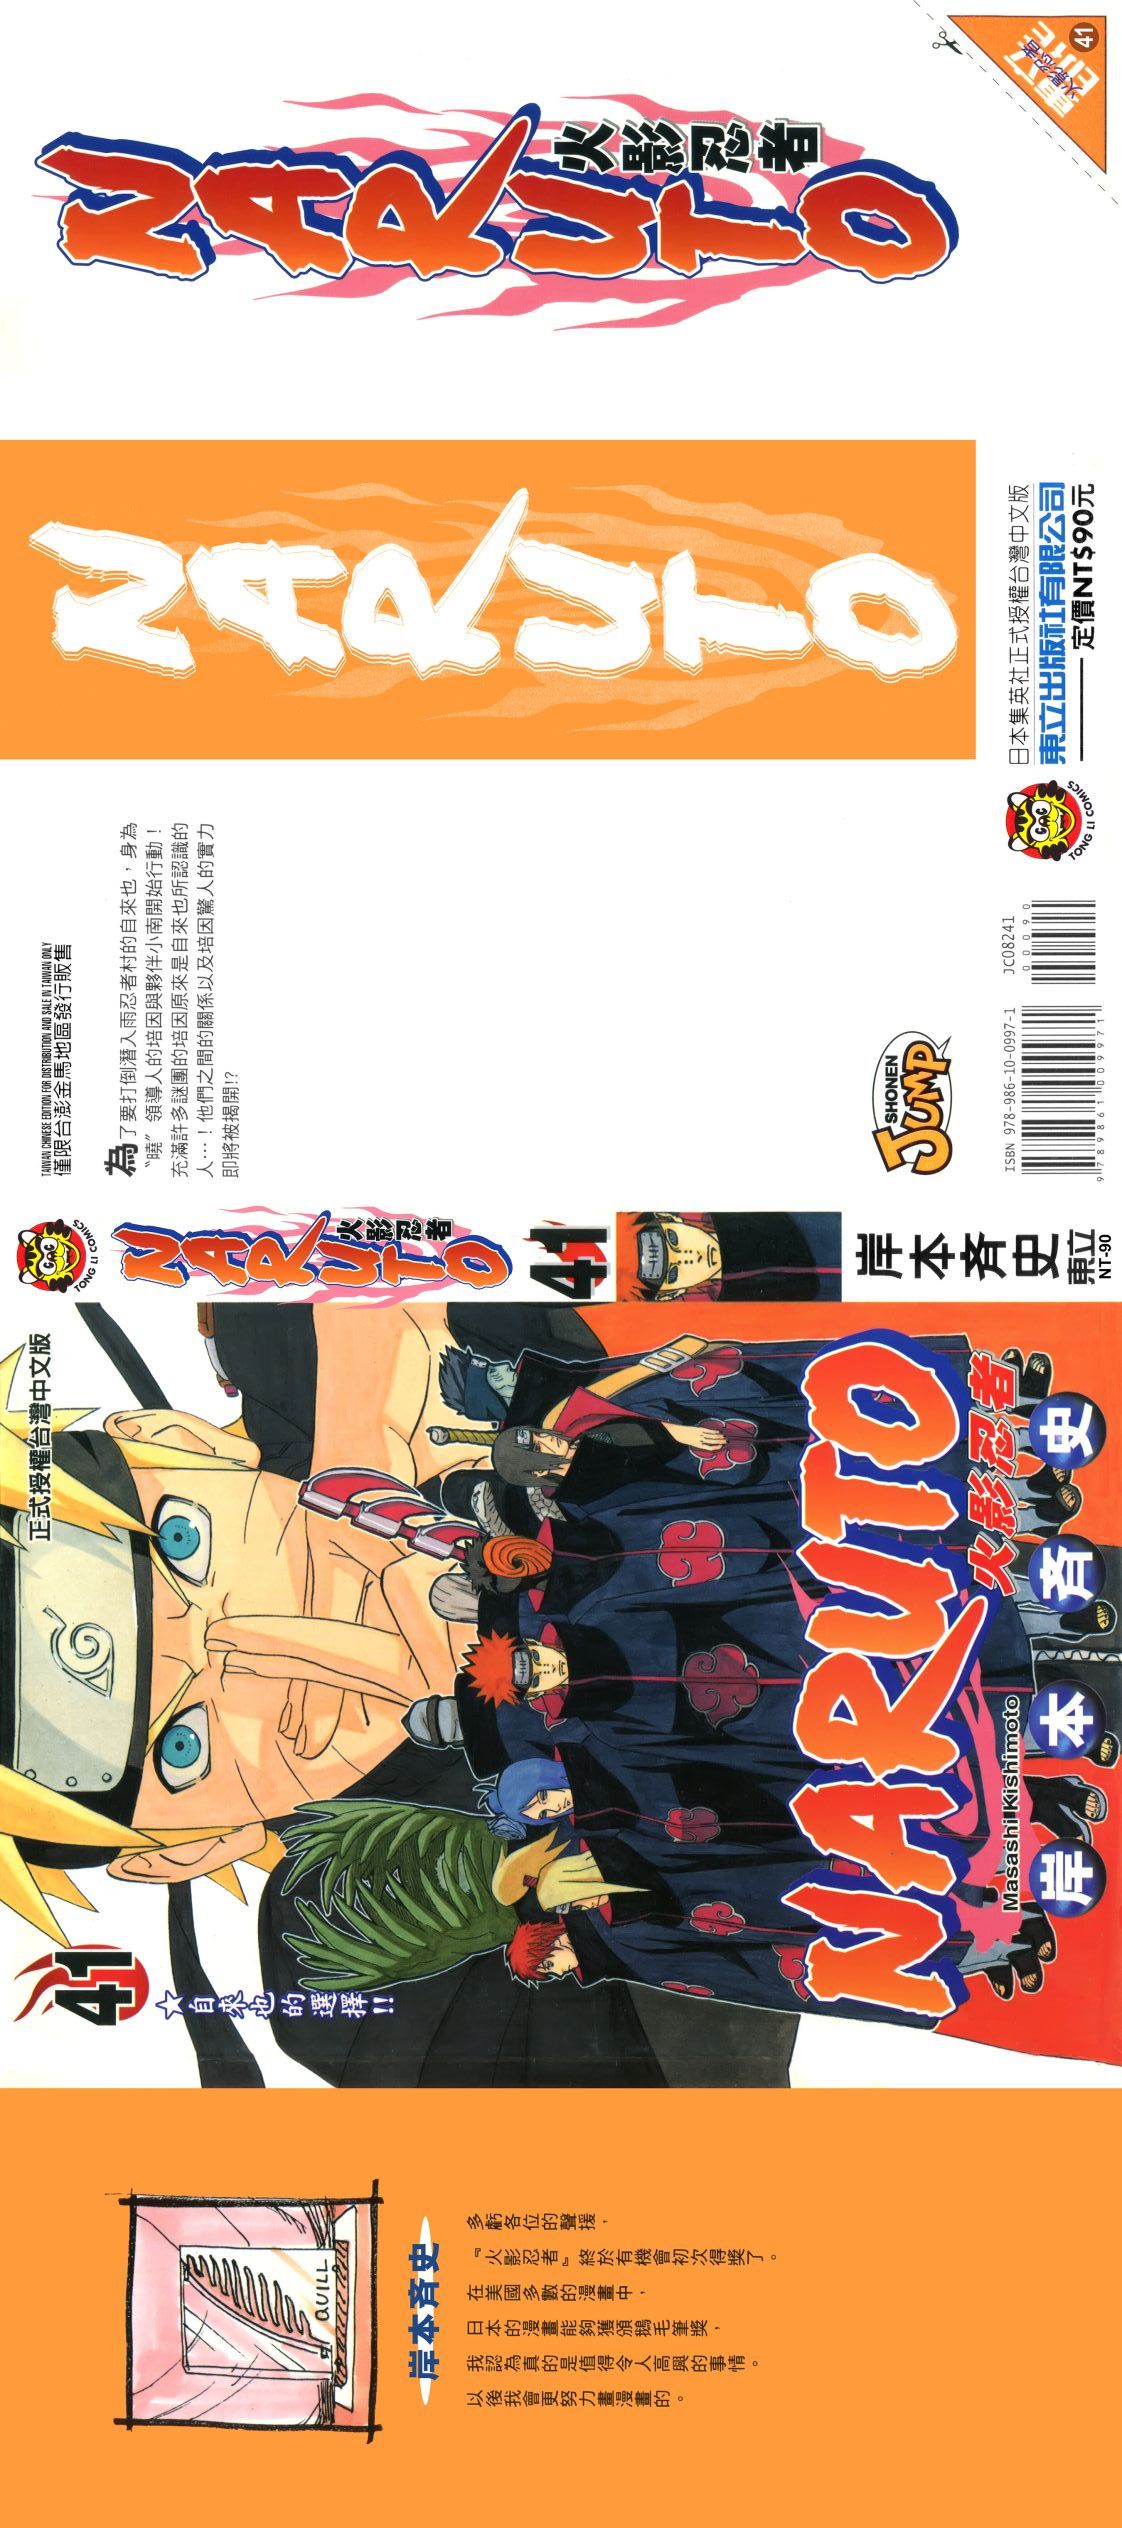 NARUTO
火影忍者
東立
火影忍者
41
NARUTO
日本集英社正式授權台灣中文版
東立出版社有限公司
定價NT$90元
TONG LI COMICS
TAIWAN CHINESE EDITION FOR DISTRIBUTION AND SALE IN TAIWAN ONLY
僅限台澎金馬地區發行販售
為了要打倒潛入雨忍者村的自來也，身為
〝曉〞領導人的培因與夥伴小南開始行動！
充滿許多謎團的培因原來是自來也所認識的
人…！他們之間的關係以及培因驚人的實力
即將被揭開!?
SHONEN
JUMP
JC08241
00090
ISBN 978-986-10-0997-1
9 789861 009971
TONG LI COMICS
NARUTO
火影忍者
41
岸本斉史
東立
NT-90
正式授權台灣中文版
41
★自來也的選擇!!
NARUTO
火影忍者
Masashi Kishimoto
岸本斉史
QUILL
岸本斉史
多虧各位的聲援，
『火影忍者』終於有機會初次得獎了。
在美國多數的漫畫中，
日本的漫畫能夠獲頒鵝毛筆獎，
我認為真的是值得令人高興的事情。
以後我會更努力畫漫畫的。